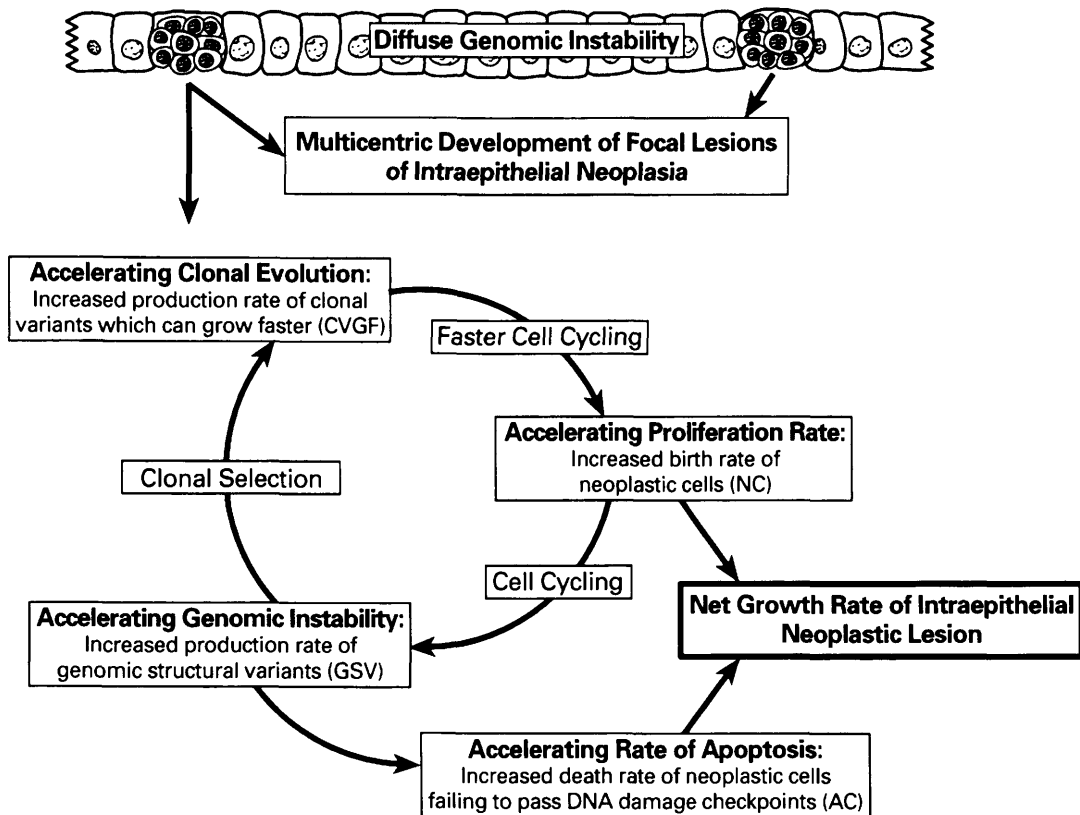 Diffuse Genomic Instability
Multicentric Development of Focal Lesions
of Intraepithelial Neoplasia
Accelerating Clonal Evolution:
Increased production rate of clonal
variants which can grow faster (CVGF)
Faster Cell Cycling
Accelerating Proliferation Rate:
Increased birth rate of
neoplastic cells (NC)
Clonal Selection
Cell Cycling
Net Growth Rate of Intraepithelial
Neoplastic Lesion
Accelerating Genomic Instability:
Increased production rate of
genomic structural variants (GSV)
Accelerating Rate of Apoptosis:
Increased death rate of neoplastic cells
failing to pass DNA damage checkpoints (AC)